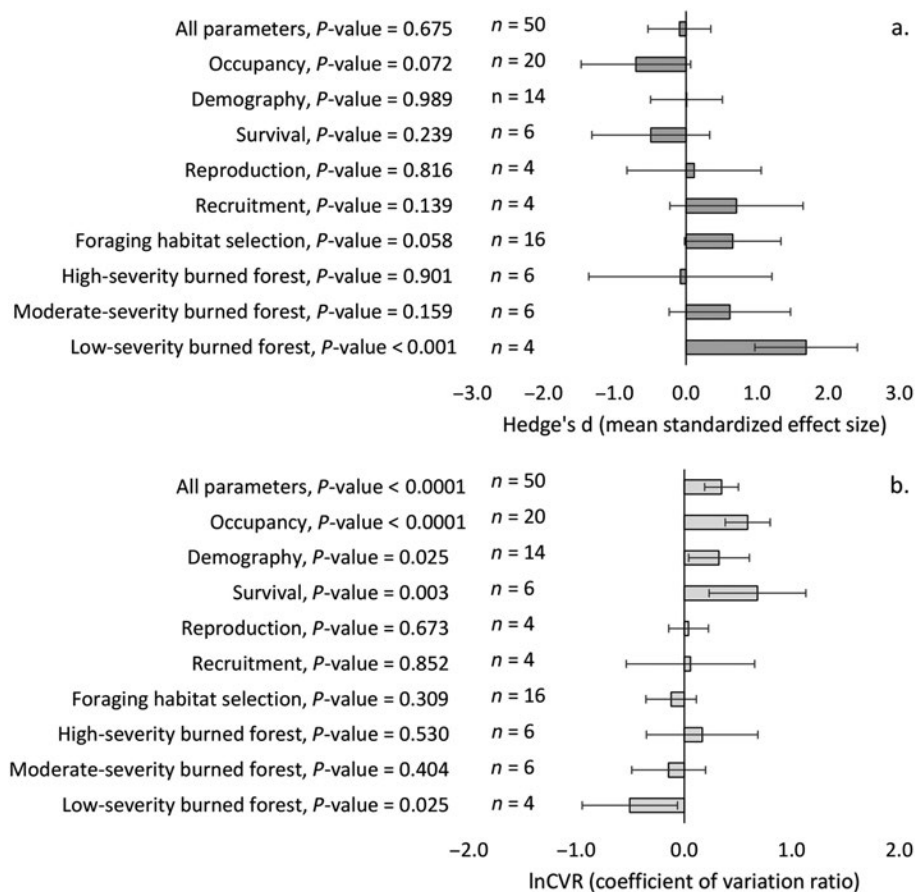 a.
All parameters, P-value = 0.675 n = 50
Occupancy, P-value = 0.072 n = 20
Demography, P-value = 0.989 n = 14
Survival, P-value = 0.239 n = 6
Reproduction, P-value = 0.816 n = 4
Recruitment, P-value = 0.139 n = 4
Foraging habitat selection, P-value = 0.058 n = 16
High-severity burned forest, P-value = 0.901 n = 6
Moderate-severity burned forest, P-value = 0.159 n = 6
Low-severity burned forest, P-value < 0.001 n = 4
−3.0 −2.0 −1.0 0.0 1.0 2.0 3.0
Hedge's d (mean standardized effect size)
b.
All parameters, P-value < 0.0001 n = 50
Occupancy, P-value < 0.0001 n = 20
Demography, P-value = 0.025 n = 14
Survival, P-value = 0.003 n = 6
Reproduction, P-value = 0.673 n = 4
Recruitment, P-value = 0.852 n = 4
Foraging habitat selection, P-value = 0.309 n = 16
High-severity burned forest, P-value = 0.530 n = 6
Moderate-severity burned forest, P-value = 0.404 n = 6
Low-severity burned forest, P-value = 0.025 n = 4
−2.0 −1.0 0.0 1.0 2.0
lnCVR (coefficient of variation ratio)